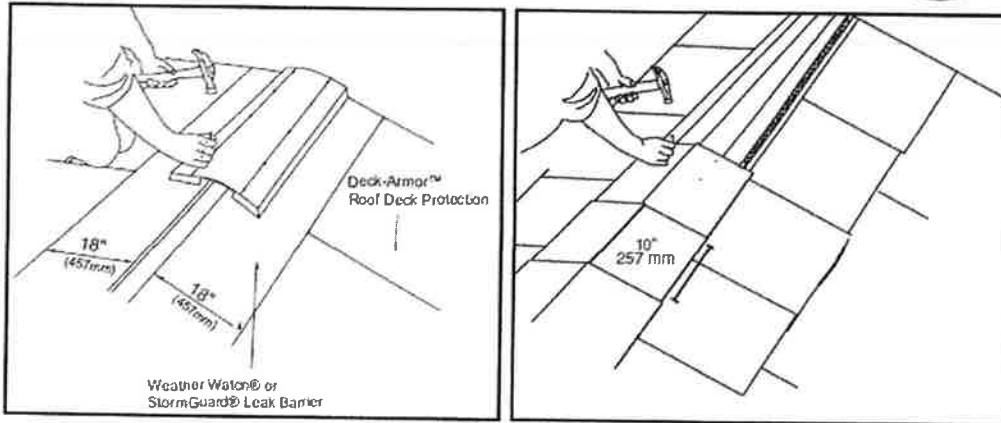 Deck-Armor™
Roof Deck Protection
18"
(457mm)
18"
(457mm)
Weather Watch® or
StormGuard® Leak Barrier
10"
257 mm